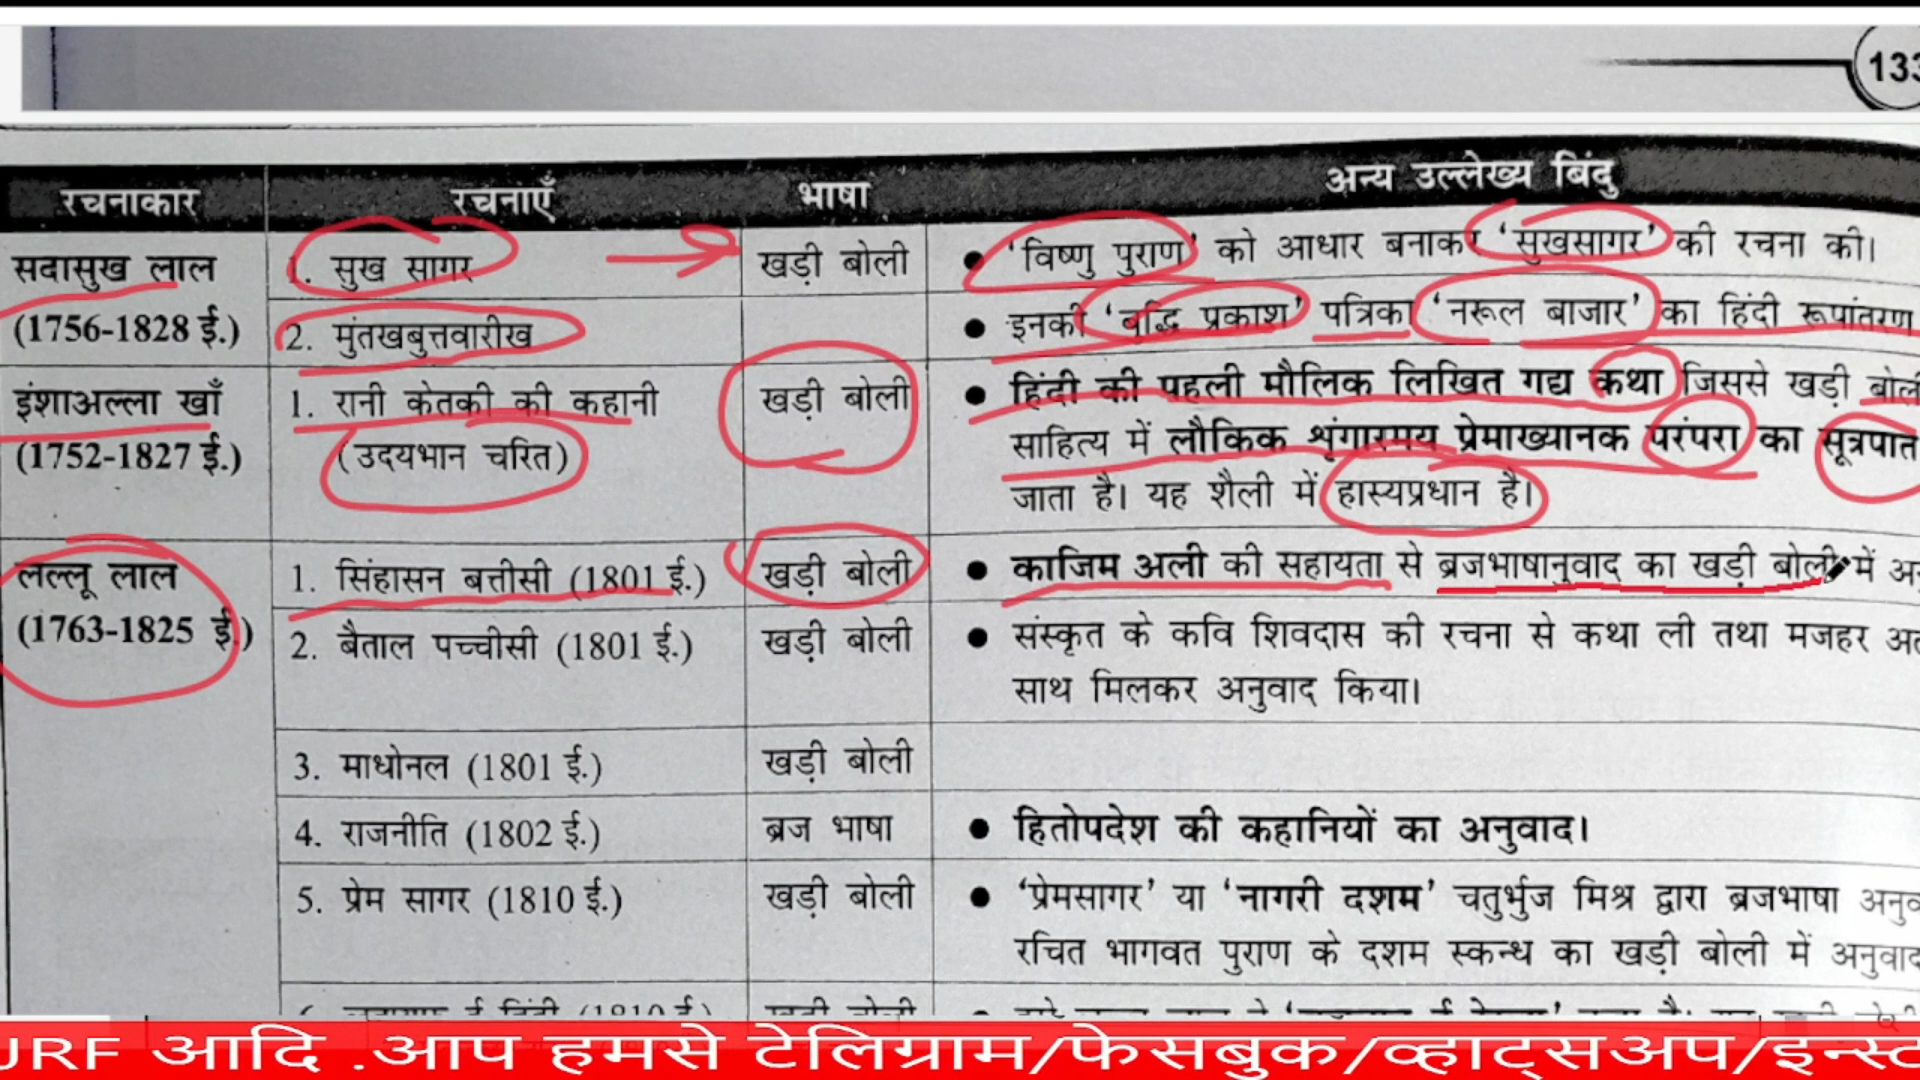 133
रचनाकार रचनाएँ भाषा अन्य उल्लेख्य बिंदु
सदासुख लाल 1. सुख सागर खड़ी बोली ● 'विष्णु पुराण' को आधार बनाकर 'सुखसागर' की रचना की।
(1756-1828 ई.) 2. मुंतखबुत्तवारीख ● इनकी 'बुद्धि प्रकाश' पत्रिका 'नरूल बाजार' का हिंदी रूपांतरण
इंशाअल्ला खाँ 1. रानी केतकी की कहानी खड़ी बोली ● हिंदी की पहली मौलिक लिखित गद्य कथा जिससे खड़ी बोली
(1752-1827 ई.) (उदयभान चरित) साहित्य में लौकिक शृंगारमय प्रेमाख्यानक परंपरा का सूत्रपात
जाता है। यह शैली में हास्यप्रधान है।
लल्लू लाल 1. सिंहासन बत्तीसी (1801 ई.) खड़ी बोली ● काजिम अली की सहायता से ब्रजभाषानुवाद का खड़ी बोली में
(1763-1825 ई.) 2. बैताल पच्चीसी (1801 ई.) खड़ी बोली ● संस्कृत के कवि शिवदास की रचना से कथा ली तथा मजहर
साथ मिलकर अनुवाद किया।
3. माधोनल (1801 ई.) खड़ी बोली
4. राजनीति (1802 ई.) ब्रज भाषा ● हितोपदेश की कहानियों का अनुवाद।
5. प्रेम सागर (1810 ई.) खड़ी बोली ● 'प्रेमसागर' या 'नागरी दशम' चतुर्भुज मिश्र द्वारा ब्रजभाषा
रचित भागवत पुराण के दशम स्कन्ध का खड़ी बोली में अनुवाद
JRF आदि .आप हमसे टेलिग्राम/फेसबुक/व्हाट्सअप/इन्स्ट